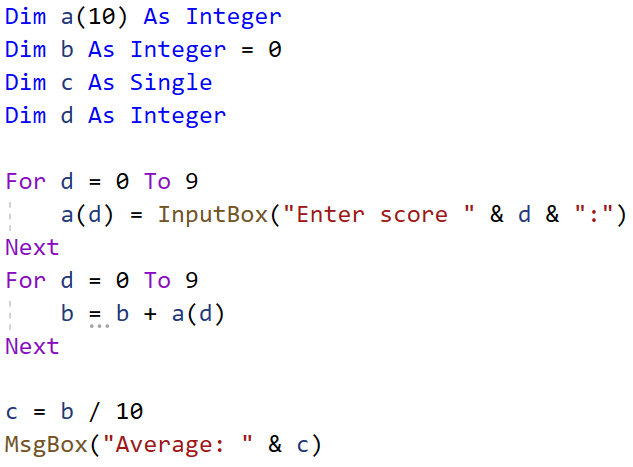 Dim a(10) As Integer
Dim b As Integer = 0
Dim c As Single
Dim d As Integer

For d = 0 To 9
    a(d) = InputBox("Enter score " & d & ":")
Next
For d = 0 To 9
    b = b + a(d)
Next

c = b / 10
MsgBox("Average: " & c)